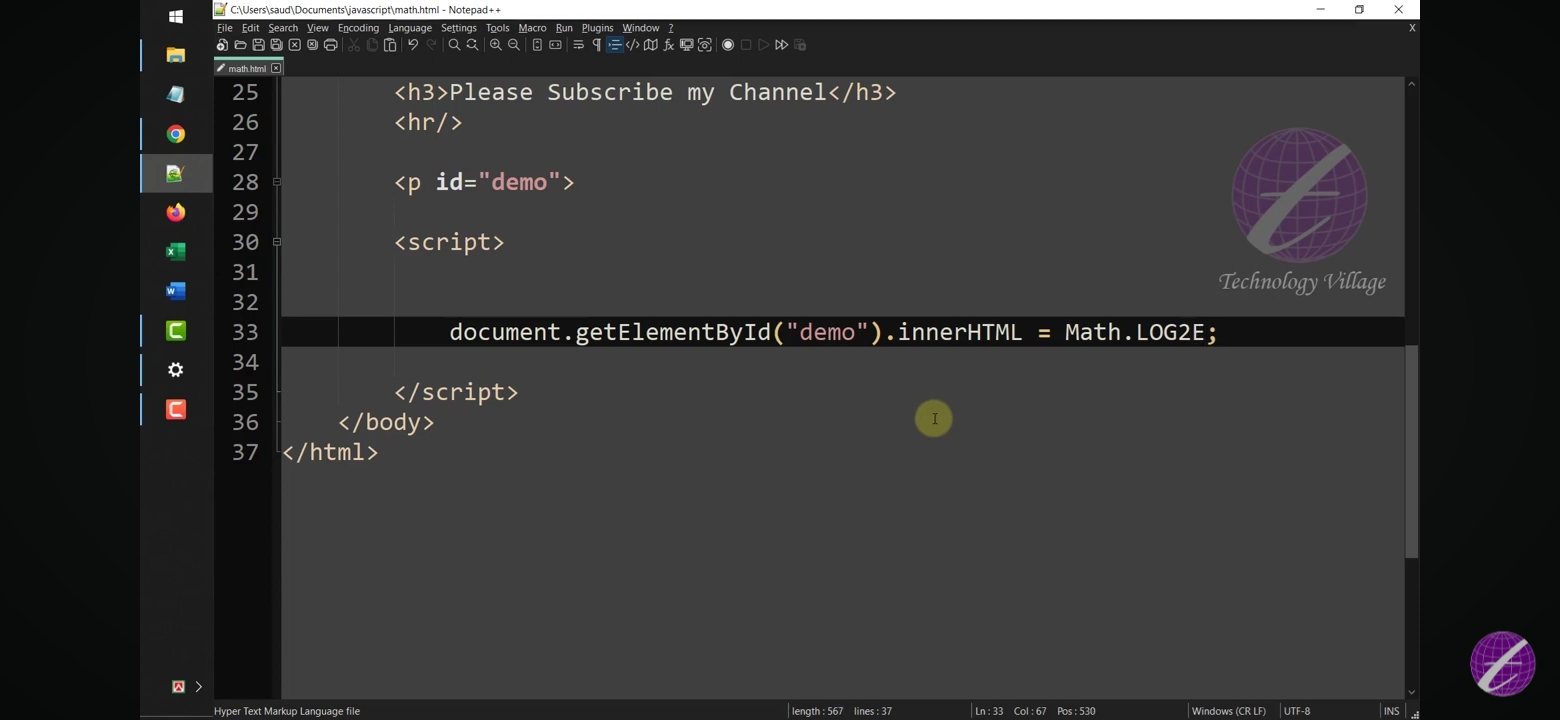 C:\Users\saud\Documents\javascript\math.html - Notepad++
File Edit Search View Encoding Language Settings Tools Macro Run Plugins Window ? X
math.html
25 <h3>Please Subscribe my Channel</h3>
26 <hr/>
27
28 <p id="demo">
29
30 <script>
31
32
33 document.getElementById("demo").innerHTML = Math.LOG2E;
34
35 </script>
36 </body>
37 </html>
Technology Village
Hyper Text Markup Language file length : 567 lines : 37 Ln : 33 Col : 67 Pos : 530 Windows (CR LF) UTF-8 INS